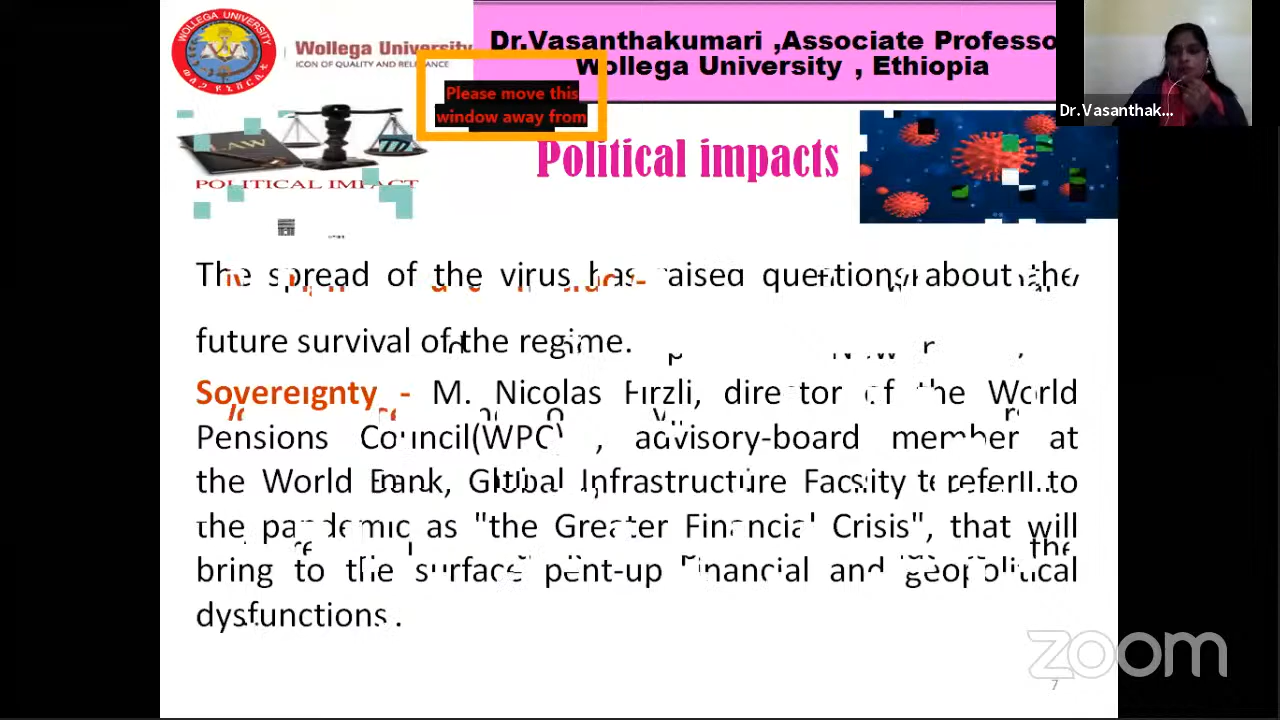 WOLLEGA UNIVERSITY
Wollega University
ICON OF QUALITY AND RELEVANCE
Dr.Vasanthakumari ,Associate Professo
Wollega University , Ethiopia
Please move this
window away from
Dr.Vasanthak...
LAW
POLITICAL IMPACT
Political impacts
The spread of the virus has raised questions about the
future survival of the regime.
Sovereignty - M. Nicolas Firzli, director of the World
Pensions Council(WPC) , advisory-board member at
the World Bank, Global Infrastructure Facility refer to
the pandemic as "the Greater Financial Crisis", that will
bring to the surface pent-up financial and geopolitical
dysfunctions .
zoom
7